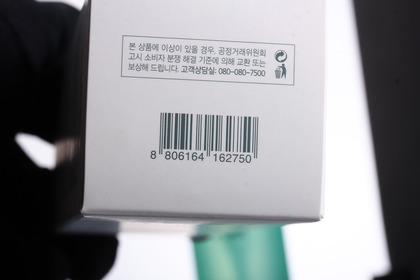 본 상품에 이상이 있을 경우, 공정거래위원회
고시 소비자 분쟁 해결 기준에 의해 교환 또는
보상해 드립니다. 고객상담실: 080-080-7500
8 806164 162750